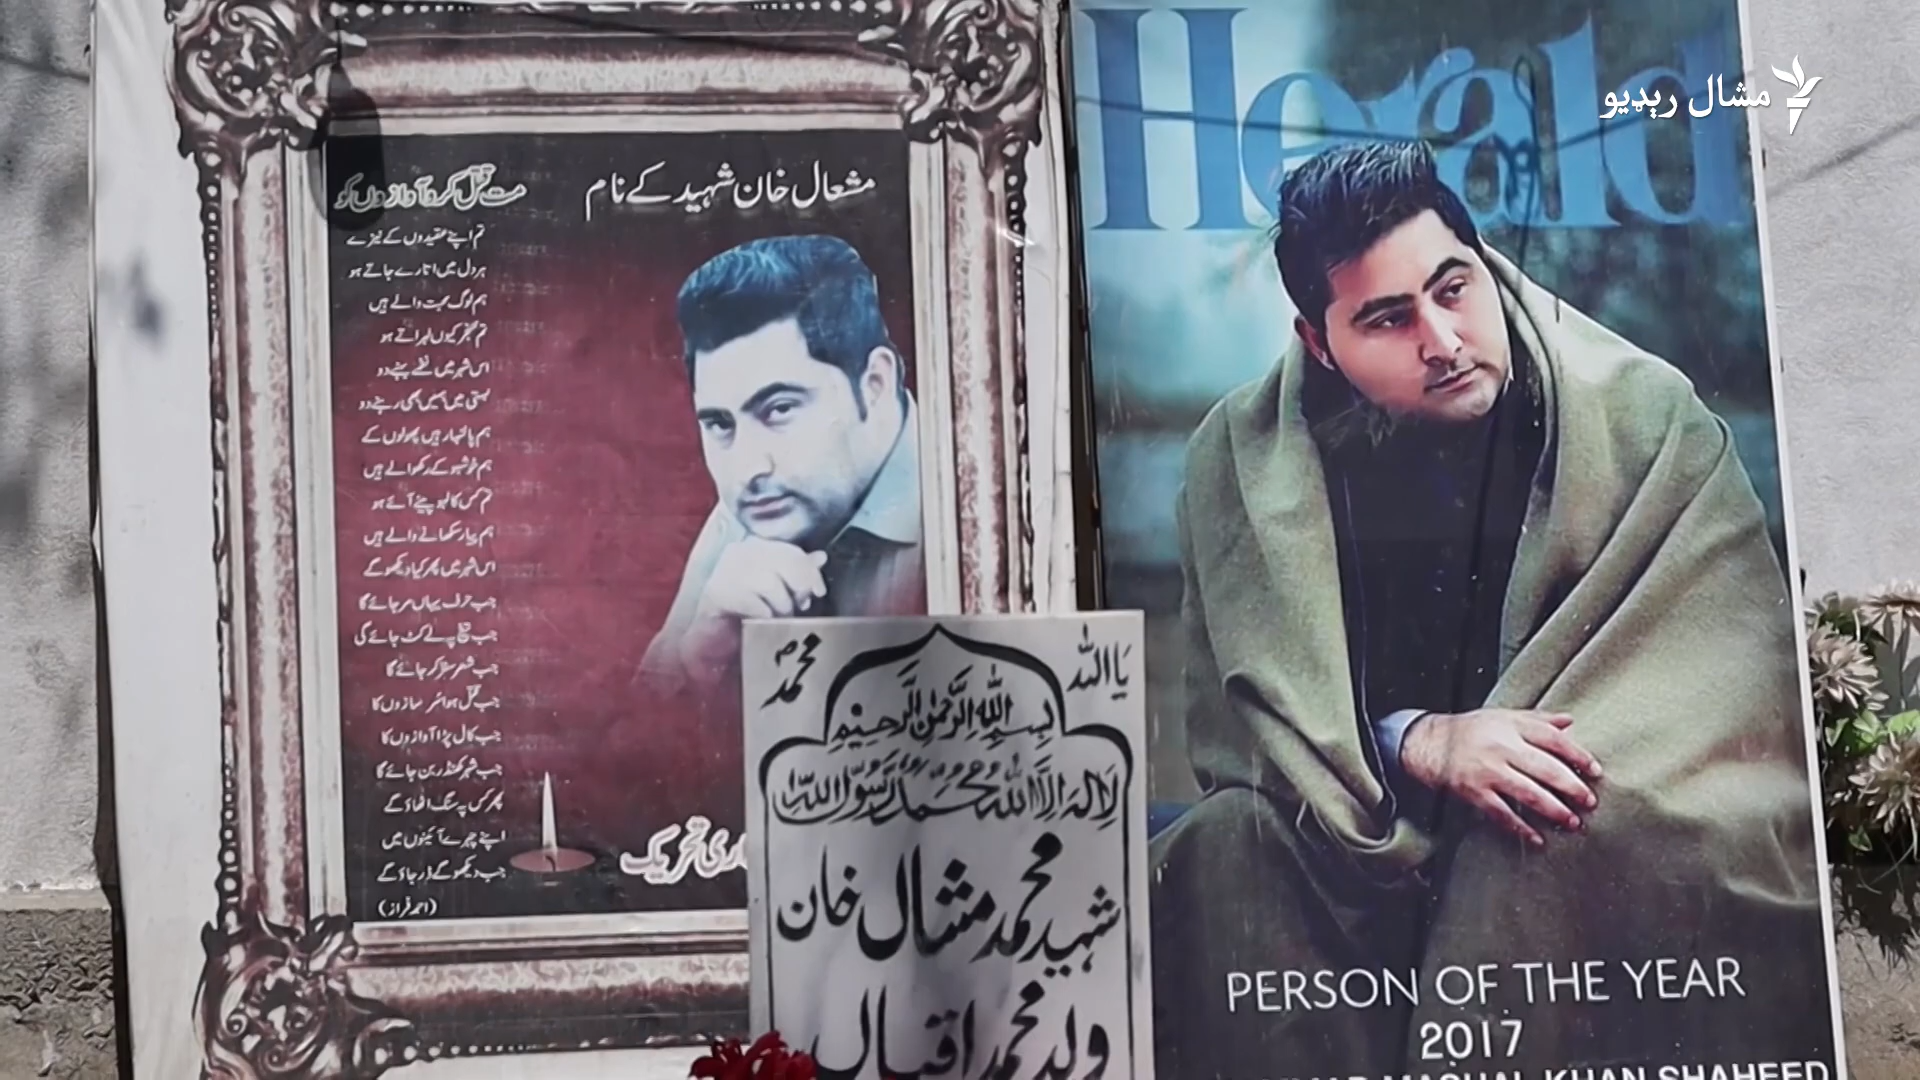 مشال ریډیو
Herald
مشعال خان شہید کے نام
مت قتل کرو آوازوں کو
تم اپنے عقیدوں کے نیزے
ہر دل میں اتارے جاتے ہو
ہم لوگ محبت والے ہیں
تم خنجر کیوں لہراتے ہو
اس شہر میں نغمے بہنے دو
بستی میں ہمیں بھی رہنے دو
ہم پالنہار ہیں پھولوں کے
ہم خوشبو کے رکھوالے ہیں
تم کس کا لہو پینے آئے ہو
ہم پیار سکھانے والے ہیں
اس شہر میں پھر کیا دیکھو گے
جب حرف یہاں مر جائے گا
جب تیغ پہ لے کٹ جائے گی
جب شعر سفر کر جائے گا
جب قتل ہوا سُر سازوں کا
جب کال پڑا آوازوں کا
جب شہر کھنڈر بن جائے گا
پھر کس پہ سنگ اٹھاؤ گے
اپنے چہرے آئینوں میں
جب دیکھو گے ڈر جاؤ گے
(احمد فراز)
تحریک
یا اللہ
محمدؐ
بسم اللہ الرحمن الرحیم
لا الہ الا اللہ محمد رسول اللہ
شہید محمد مشال خان
ولد محمد اقبال
PERSON OF THE YEAR
2017
MASHAL KHAN SHAHEED